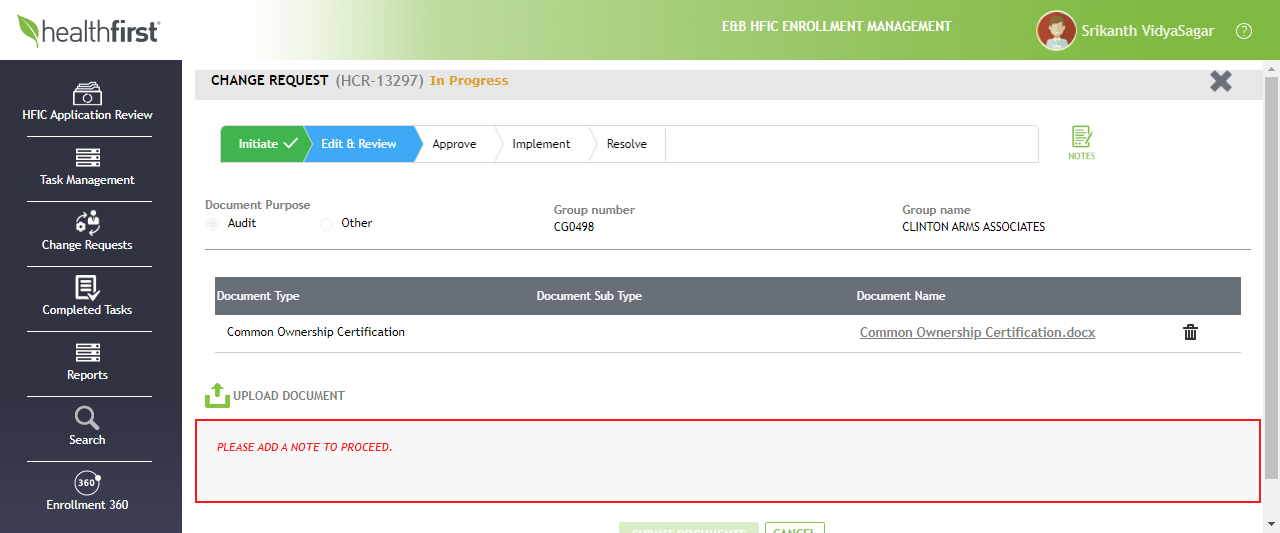 healthfirst
E&B HFIC ENROLLMENT MANAGEMENT
Srikanth VidyaSagar
?
HFIC Application Review
Task Management
Change Requests
Completed Tasks
Reports
Search
360
Enrollment 360
CHANGE REQUEST (HCR-13297) In Progress
Initiate
Edit & Review
Approve
Implement
Resolve
NOTES
Document Purpose
Audit
Other
Group number
CG0498
Group name
CLINTON ARMS ASSOCIATES
Document Type
Document Sub Type
Document Name
Common Ownership Certification
Common Ownership Certification.docx
UPLOAD DOCUMENT
PLEASE ADD A NOTE TO PROCEED.
SUBMIT DOCUMENTS
CANCEL